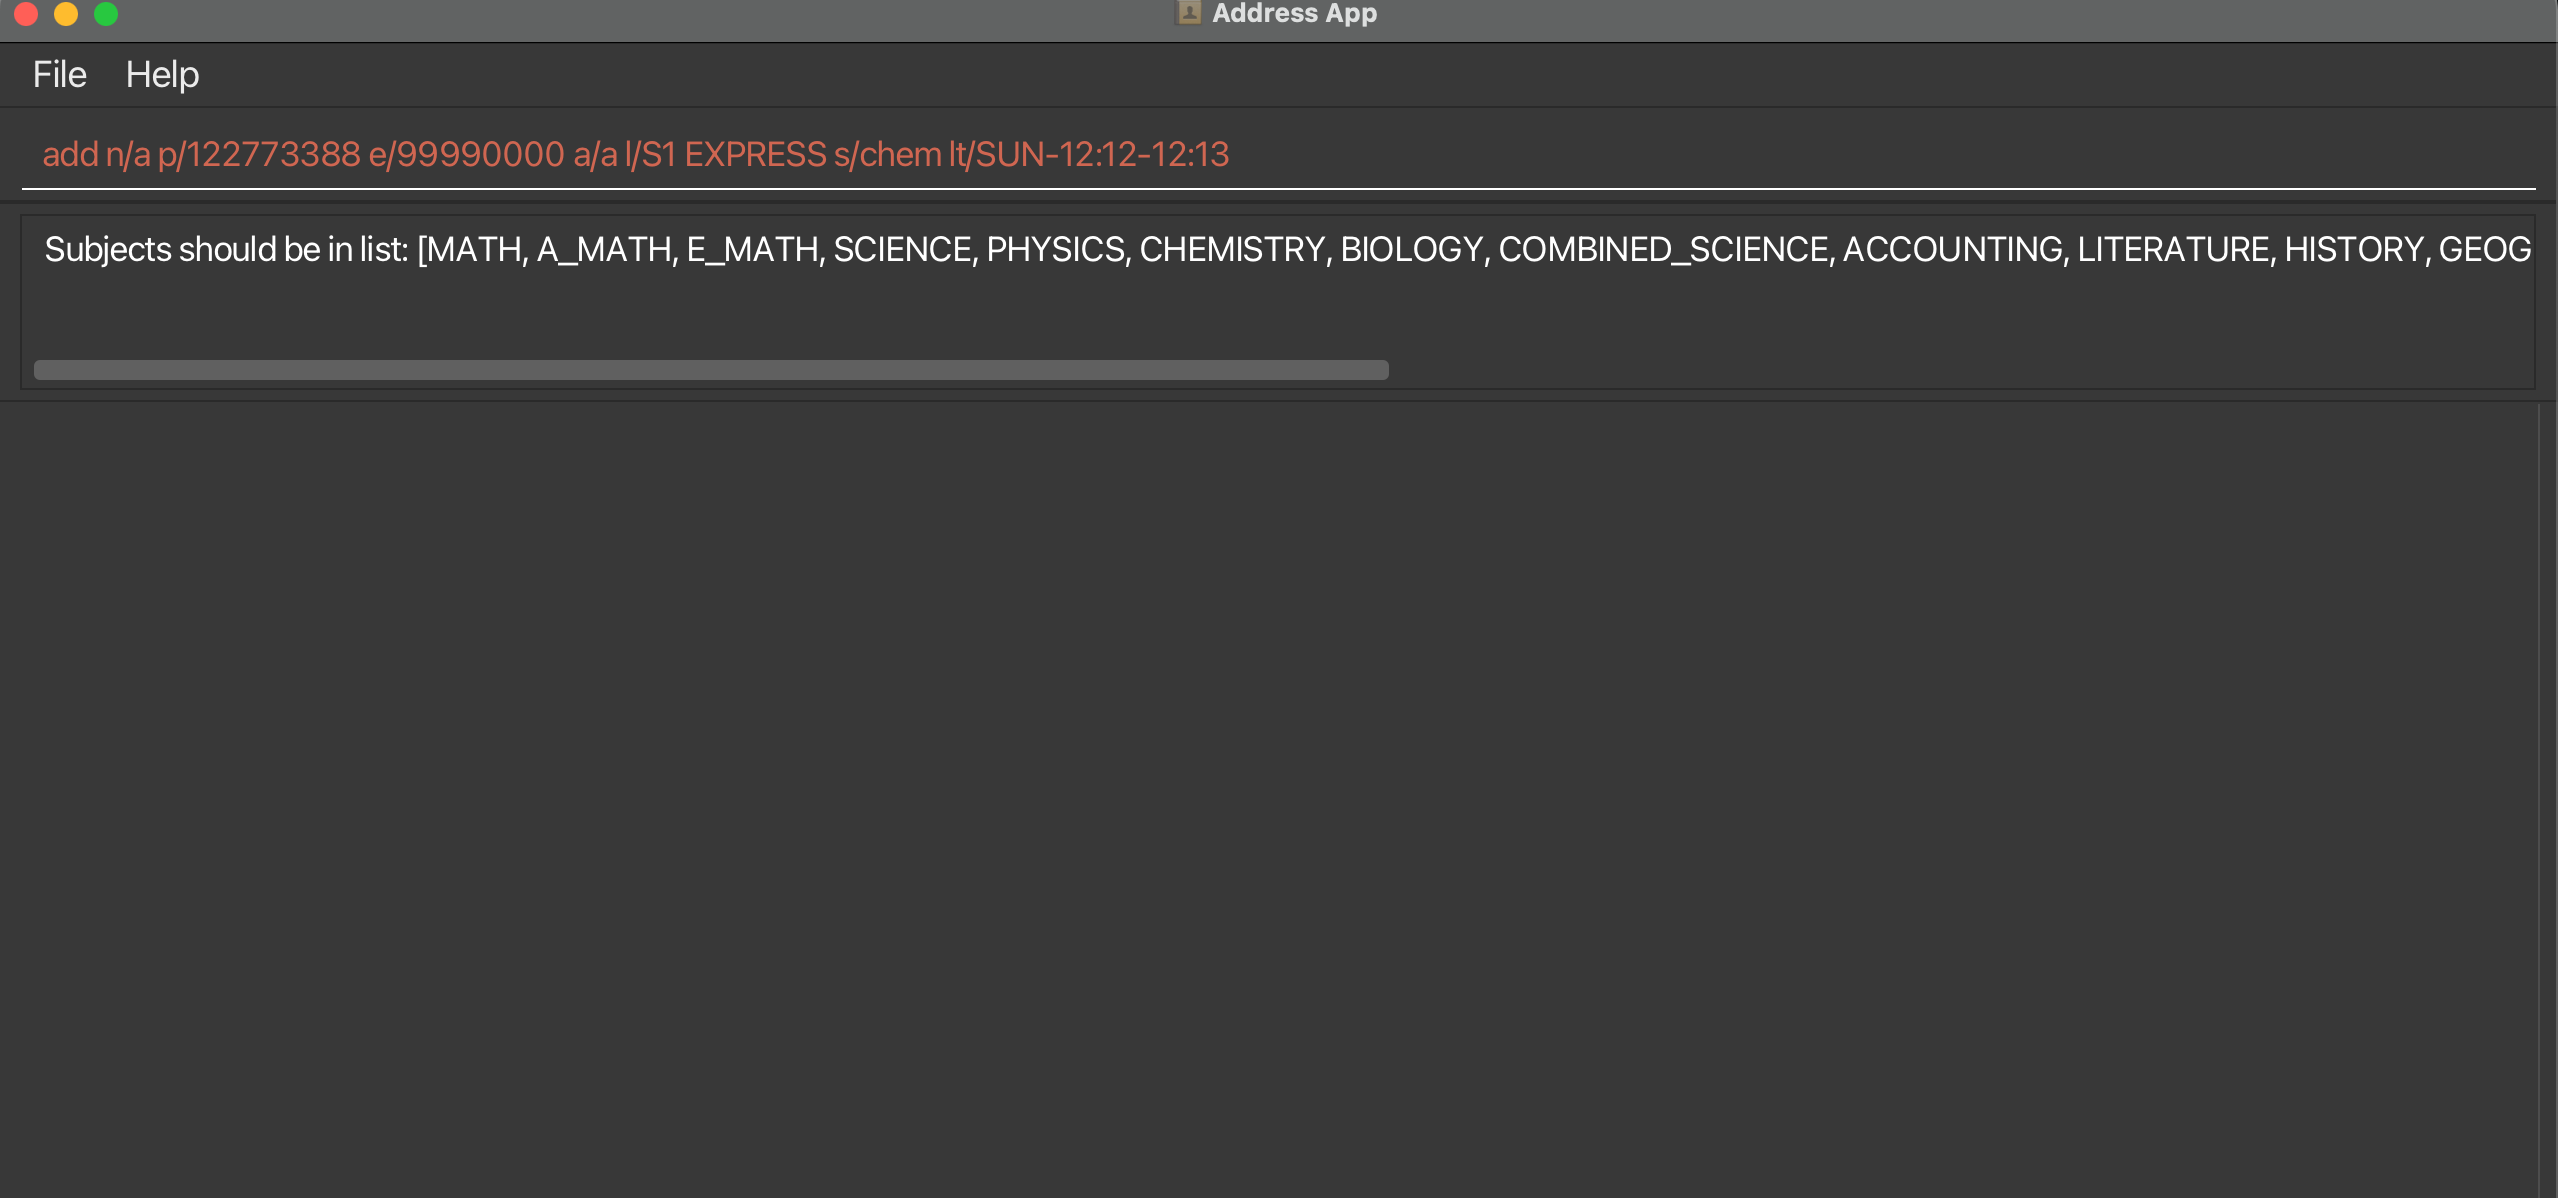 Address App
File Help
add n/a p/122773388 e/99990000 a/a l/S1 EXPRESS s/chem lt/SUN-12:12-12:13
Subjects should be in list: [MATH, A_MATH, E_MATH, SCIENCE, PHYSICS, CHEMISTRY, BIOLOGY, COMBINED_SCIENCE, ACCOUNTING, LITERATURE, HISTORY, GEOG